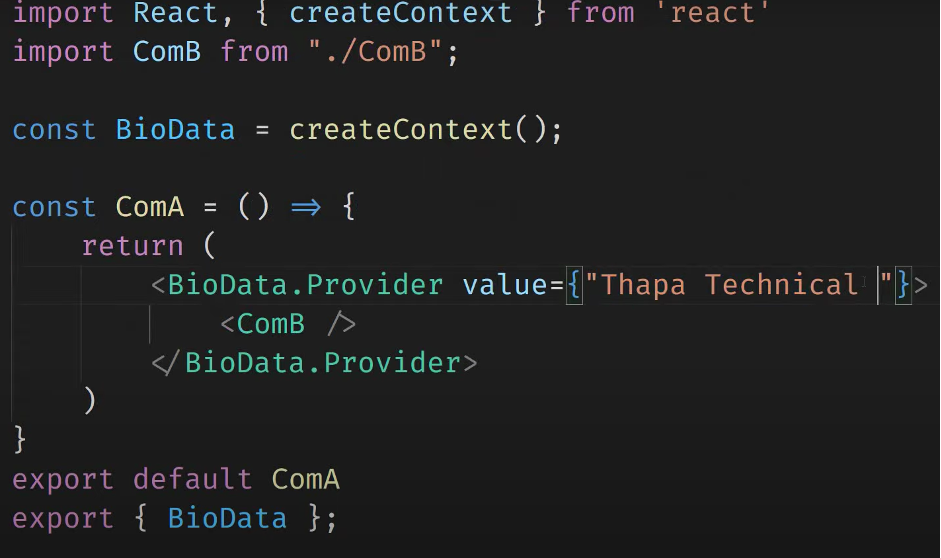 import React, { createContext } from 'react'
import ComB from "./ComB";
const BioData = createContext();
const ComA = () => {
return (
<BioData.Provider value={"Thapa Technical "}>
<ComB />
</BioData.Provider>
)
}
export default ComA
export { BioData };